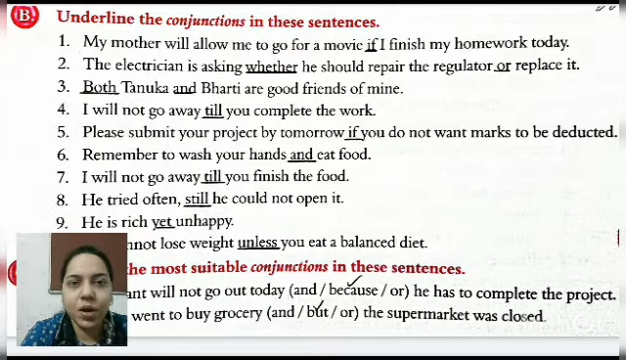 B. Underline the conjunctions in these sentences.
1. My mother will allow me to go for a movie if I finish my homework today.
2. The electrician is asking whether he should repair the regulator or replace it.
3. Both Tanuka and Bharti are good friends of mine.
4. I will not go away till you complete the work.
5. Please submit your project by tomorrow if you do not want marks to be deducted.
6. Remember to wash your hands and eat food.
7. I will not go away till you finish the food.
8. He tried often, still he could not open it.
9. He is rich yet unhappy.
nnot lose weight unless you eat a balanced diet.
he most suitable conjunctions in these sentences.
ant will not go out today (and / because / or) he has to complete the project.
went to buy grocery (and / but / or) the supermarket was closed.